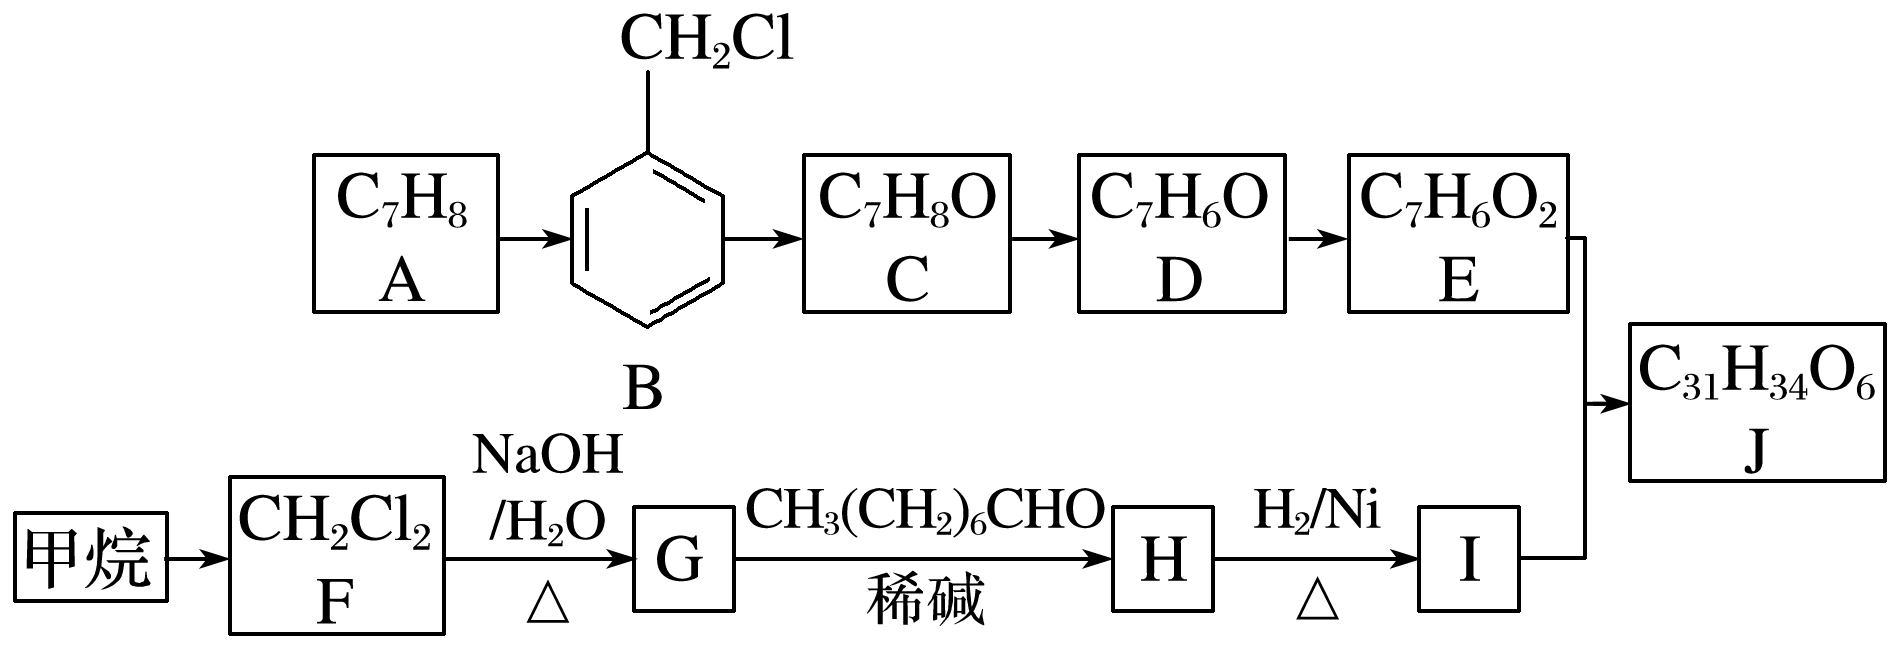 CH₂Cl
C₇H₈
A
B
C₇H₈O
C
C₇H₆O
D
C₇H₆O₂
E
C₃₁H₃₄O₆
J
甲烷
CH₂Cl₂
F
NaOH
/H₂O
△
G
CH₃(CH₂)₆CHO
稀碱
H
H₂/Ni
△
I